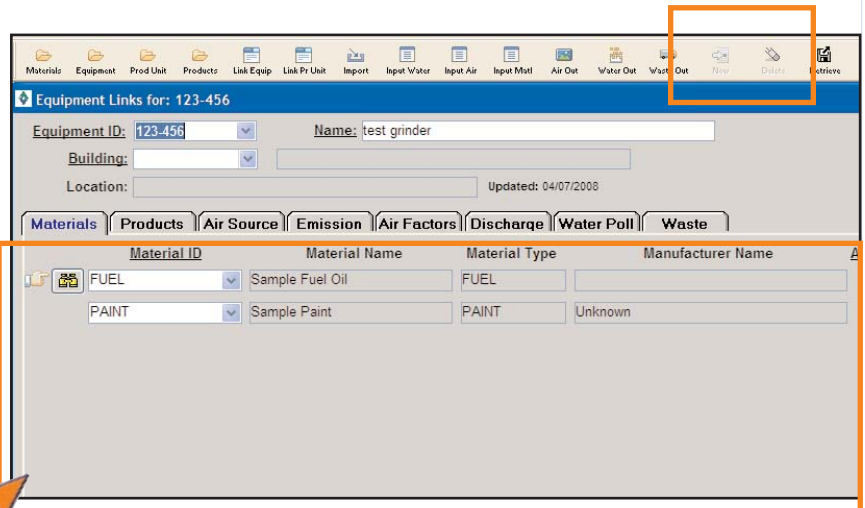 Materials Equipment Prod Unit Products Link Equip Link Pr Unit Import Input Water Input Air Input Matl Air Out Water Out Waste Out New Delete Retrieve
Equipment Links for: 123-456
Equipment ID: 123-456 Name: test grinder
Building:
Location: Updated: 04/07/2008
Materials Products Air Source Emission Air Factors Discharge Water Poll Waste
Material ID Material Name Material Type Manufacturer Name A
FUEL Sample Fuel Oil FUEL
PAINT Sample Paint PAINT Unknown